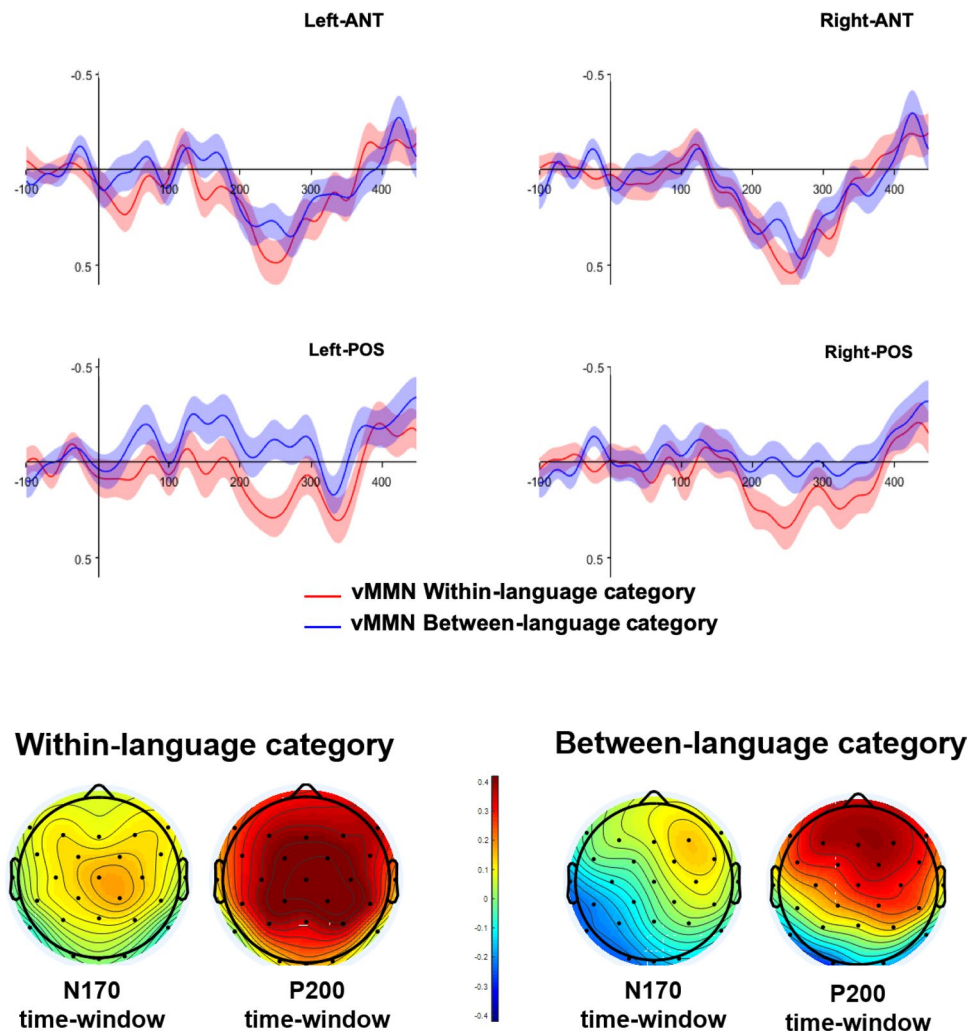 Left-ANT
Right-ANT
-0.5
-0.5
-100
100
200
300
400
-100
100
200
300
400
0.5
0.5
Left-POS
Right-POS
-0.5
-0.5
-100
100
200
300
400
-100
100
200
300
400
0.5
0.5
vMMN Within-language category
vMMN Between-language category
Within-language category
Between-language category
0.4
0.3
0.2
0.1
0
-0.1
-0.2
-0.3
-0.4
N170
time-window
P200
time-window
N170
time-window
P200
time-window